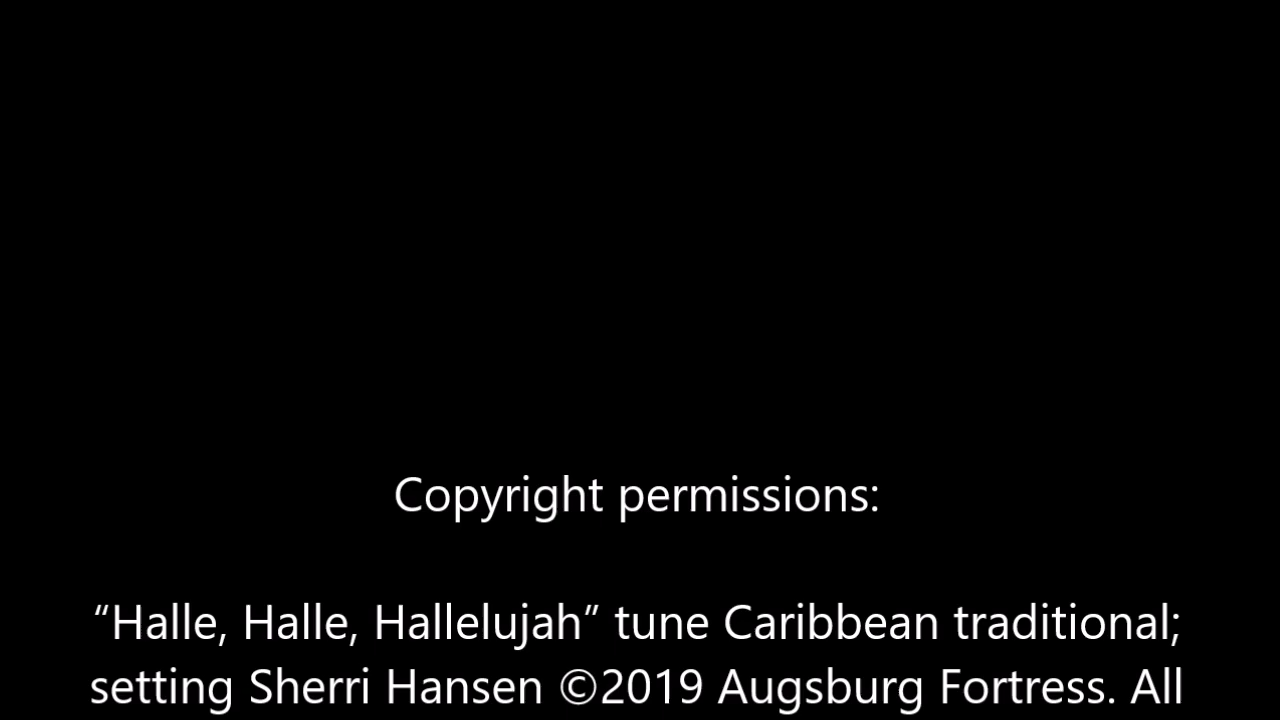 Copyright permissions:
“Halle, Halle, Hallelujah” tune Caribbean traditional;
setting Sherri Hansen ©2019 Augsburg Fortress. All